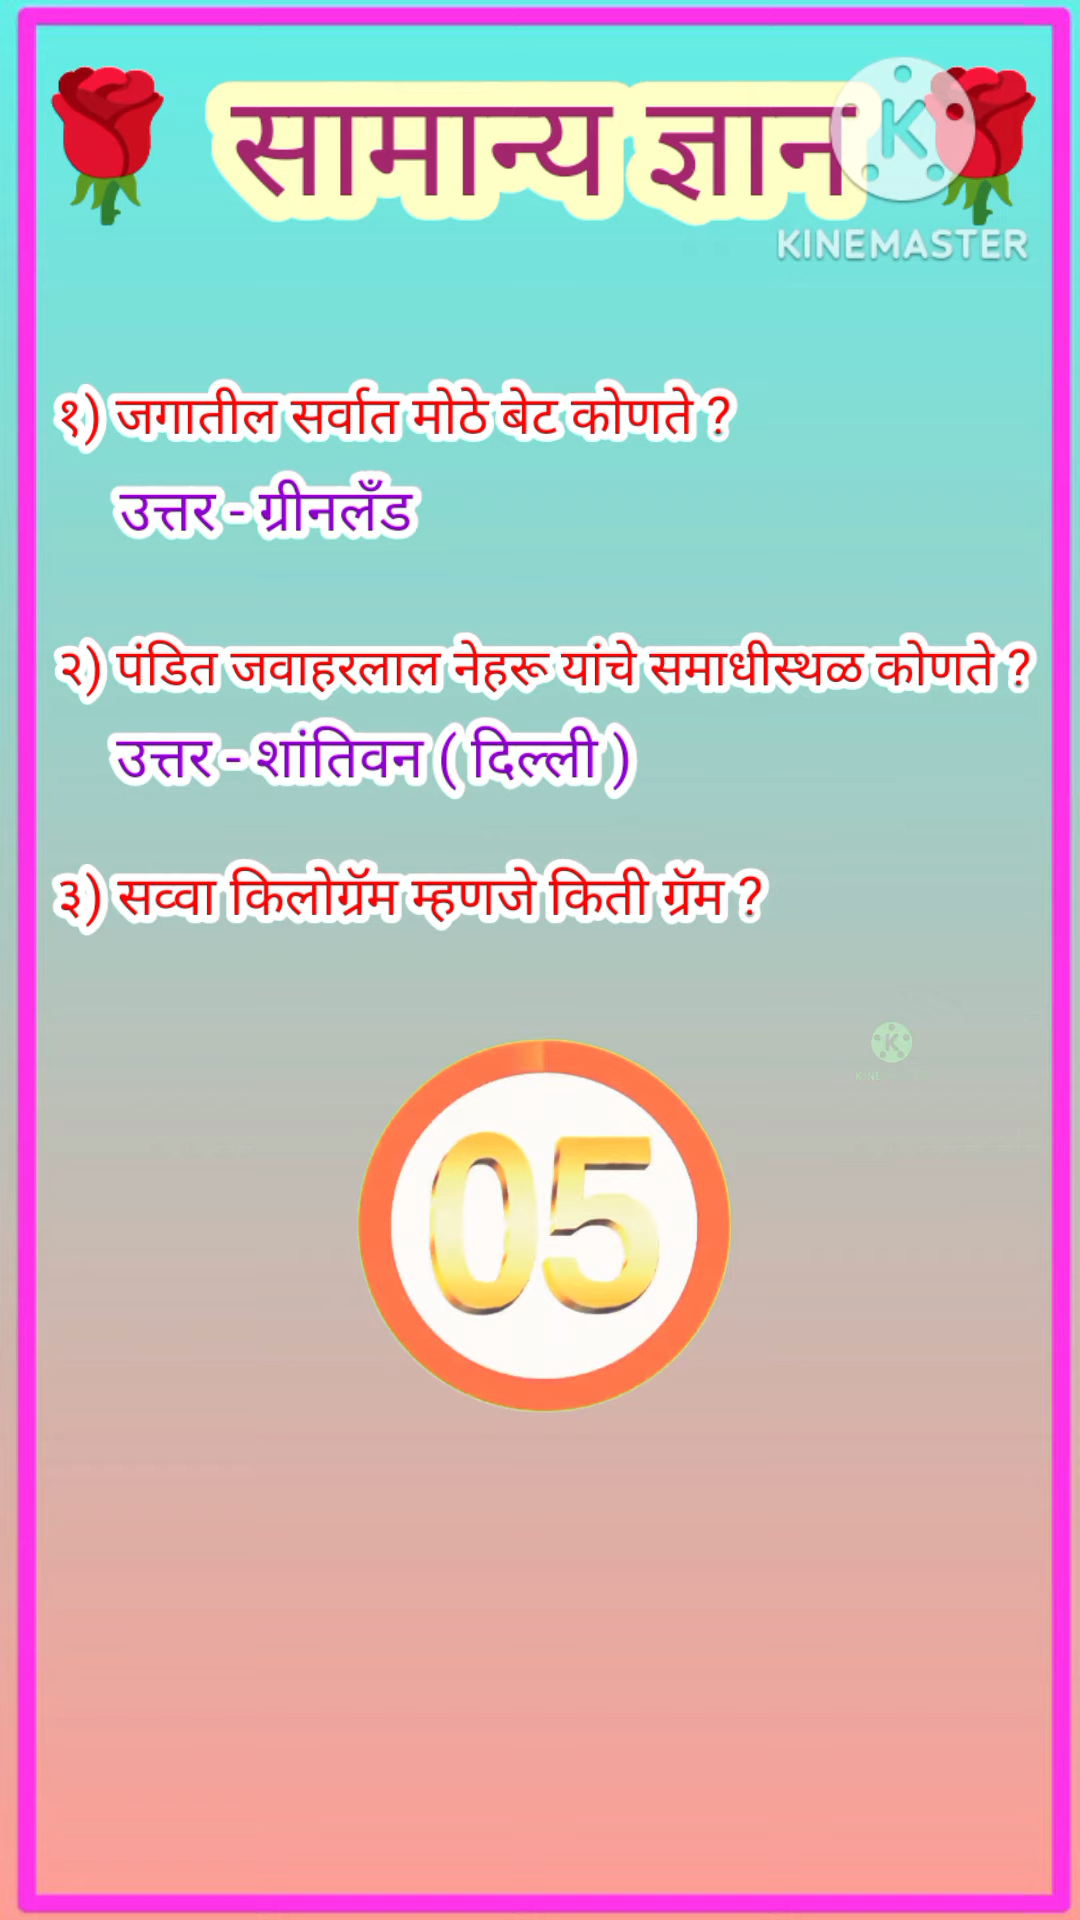 सामान्य ज्ञान
KINEMASTER
१) जगातील सर्वात मोठे बेट कोणते ?
उत्तर - ग्रीनलँड
२) पंडित जवाहरलाल नेहरू यांचे समाधीस्थळ कोणते ?
उत्तर - शांतिवन ( दिल्ली )
३) सव्वा किलोग्रॅम म्हणजे किती ग्रॅम ?
05